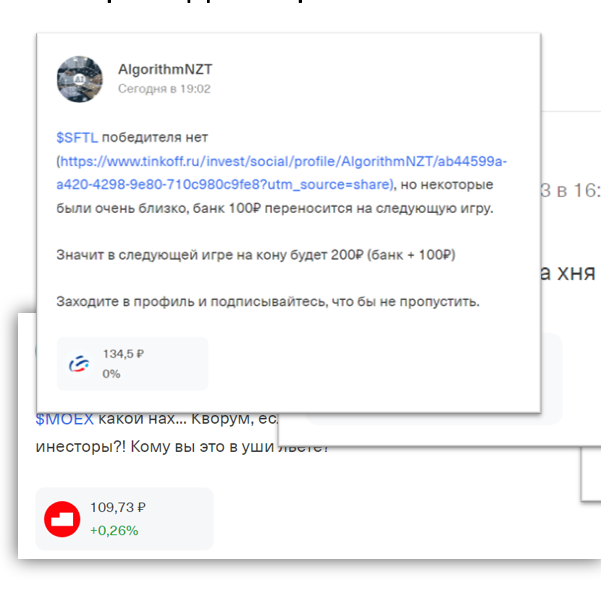 AlgorithmNZT
Сегодня в 19:02
$SFTL победителя нет
(https://www.tinkoff.ru/invest/social/profile/AlgorithmNZT/ab44599a-
a420-4298-9e80-710c980c9fe8?utm_source=share), но некоторые
были очень близко, банк 100₽ переносится на следующую игру.
Значит в следующей игре на кону будет 200₽ (банк + 100₽)
Заходите в профиль и подписывайтесь, что бы не пропустить.
134,5 ₽
0%
3 в 16:
а хня
$MOEX какой нах... Кворум, ес
инесторы?! Кому вы это в уши льете?
109,73 ₽
+0,26%